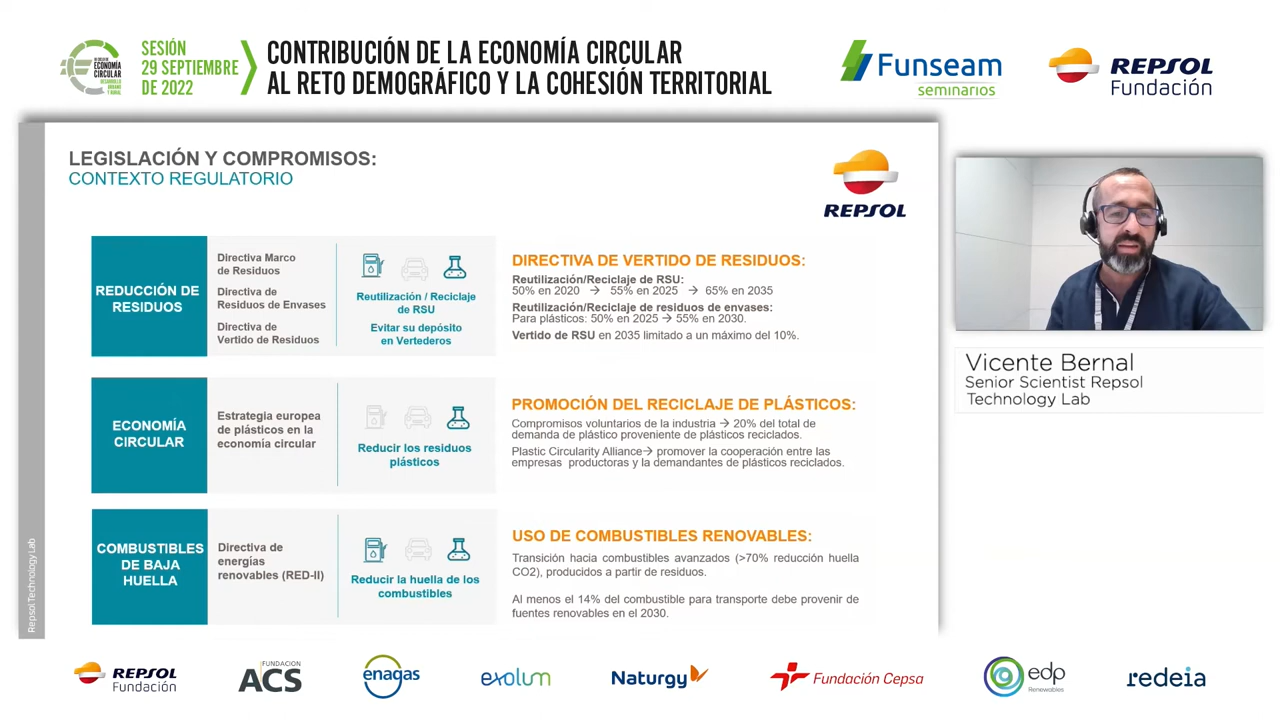 SESIÓN
29 SEPTIEMBRE
DE 2022
CONTRIBUCIÓN DE LA ECONOMÍA CIRCULAR
AL RETO DEMOGRÁFICO Y LA COHESIÓN TERRITORIAL
ECONOMÍA
CIRCULAR
DESARROLLO
URBANO
Y RURAL
Funseam
seminarios
REPSOL
Fundación
LEGISLACIÓN Y COMPROMISOS:
CONTEXTO REGULATORIO
REPSOL
REDUCCIÓN DE
RESIDUOS
Directiva Marco
de Residuos
Directiva de
Residuos de Envases
Directiva de
Vertido de Residuos
Reutilización / Reciclaje
de RSU
Evitar su depósito
en Vertederos
DIRECTIVA DE VERTIDO DE RESIDUOS:
Reutilización/Reciclaje de RSU:
50% en 2020 → 55% en 2025 → 65% en 2035
Reutilización/Reciclaje de residuos de envases:
Para plásticos: 50% en 2025 → 55% en 2030.
Vertido de RSU en 2035 limitado a un máximo del 10%.
ECONOMÍA
CIRCULAR
Estrategia europea
de plásticos en la
economía circular
Reducir los residuos
plásticos
PROMOCIÓN DEL RECICLAJE DE PLÁSTICOS:
Compromisos voluntarios de la industria → 20% del total de
demanda de plástico proveniente de plásticos reciclados.
Plastic Circularity Alliance→ promover la cooperación entre las
empresas productoras y la demandantes de plásticos reciclados.
COMBUSTIBLES
DE BAJA
HUELLA
Directiva de
energías
renovables (RED-II)
Reducir la huella de los
combustibles
USO DE COMBUSTIBLES RENOVABLES:
Transición hacia combustibles avanzados (>70% reducción huella
CO2), producidos a partir de residuos.
Al menos el 14% del combustible para transporte debe provenir de
fuentes renovables en el 2030.
Repsol Technology Lab
Vicente Bernal
Senior Scientist Repsol
Technology Lab
REPSOL
Fundación
FUNDACIÓN
ACS
enagas
exolum
Naturgy
Fundación Cepsa
edp
Renewables
redeia